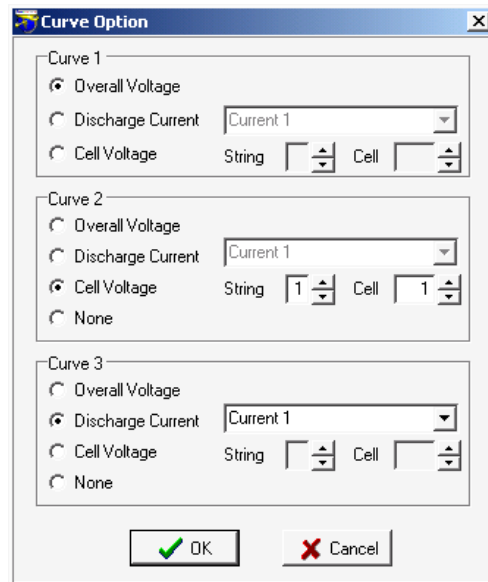 Curve Option
Curve 1
Overall Voltage
Discharge Current Current 1
Cell Voltage String Cell
Curve 2
Overall Voltage
Discharge Current Current 1
Cell Voltage String 1 Cell 1
None
Curve 3
Overall Voltage
Discharge Current Current 1
Cell Voltage String Cell
None
OK Cancel